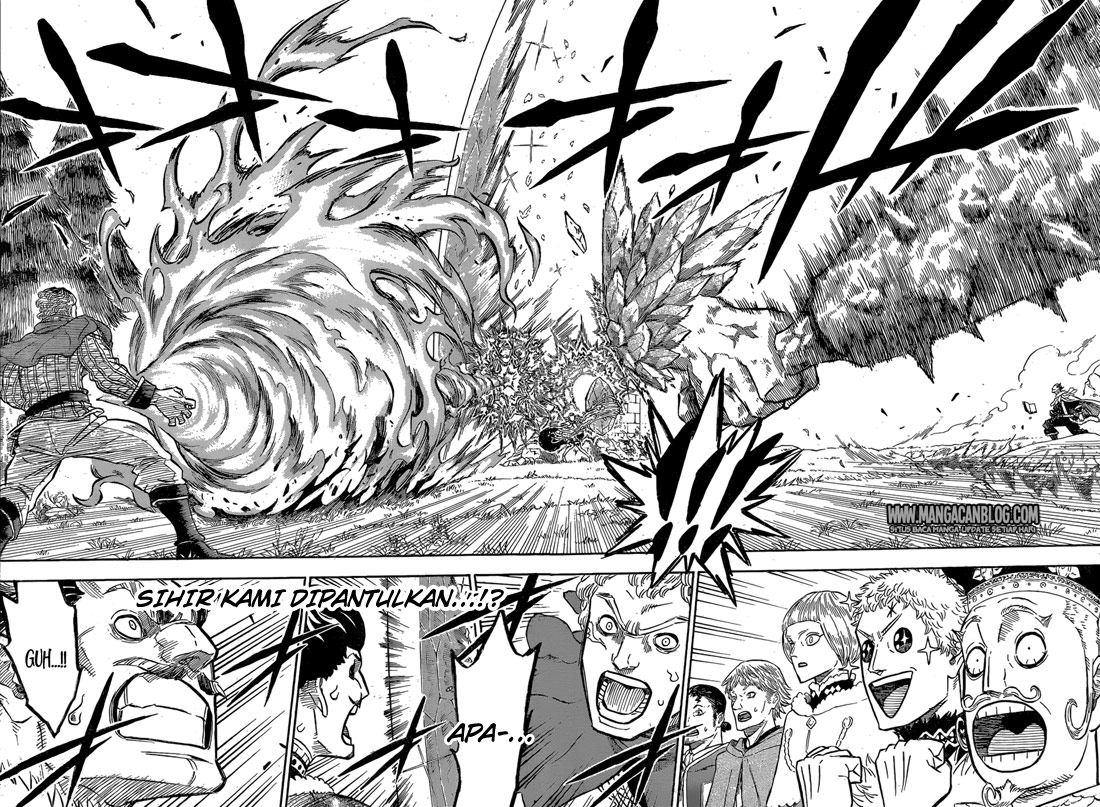 !!!
WWW.MANGACANBLOG.COM
SITUS BACA MANGA UPDATE SETIAP HARI
GUH...!!
SIHIR KAMI DIPANTULKAN...!?
APA-...